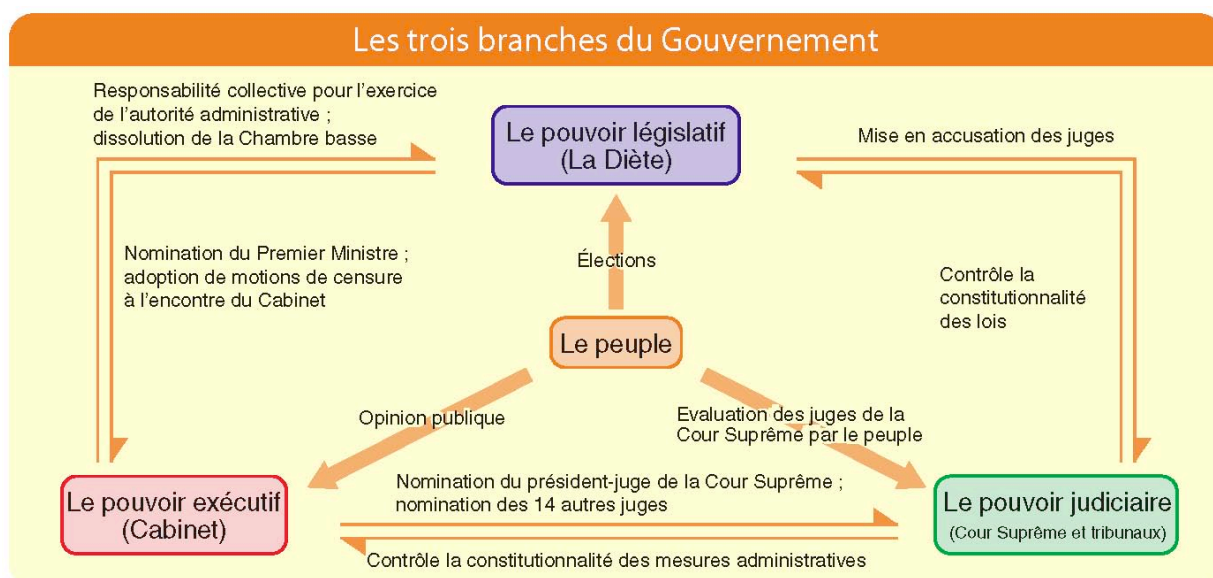 Les trois branches du Gouvernement
Responsabilité collective pour l'exercice
de l'autorité administrative ;
dissolution de la Chambre basse
Le pouvoir législatif
(La Diète)
Mise en accusation des juges
Nomination du Premier Ministre ;
adoption de motions de censure
à l'encontre du Cabinet
Élections
Contrôle la
constitutionnalité
des lois
Le peuple
Opinion publique
Evaluation des juges de la
Cour Suprême par le peuple
Le pouvoir exécutif
(Cabinet)
Nomination du président-juge de la Cour Suprême ;
nomination des 14 autres juges
Le pouvoir judiciaire
(Cour Suprême et tribunaux)
Contrôle la constitutionnalité des mesures administratives